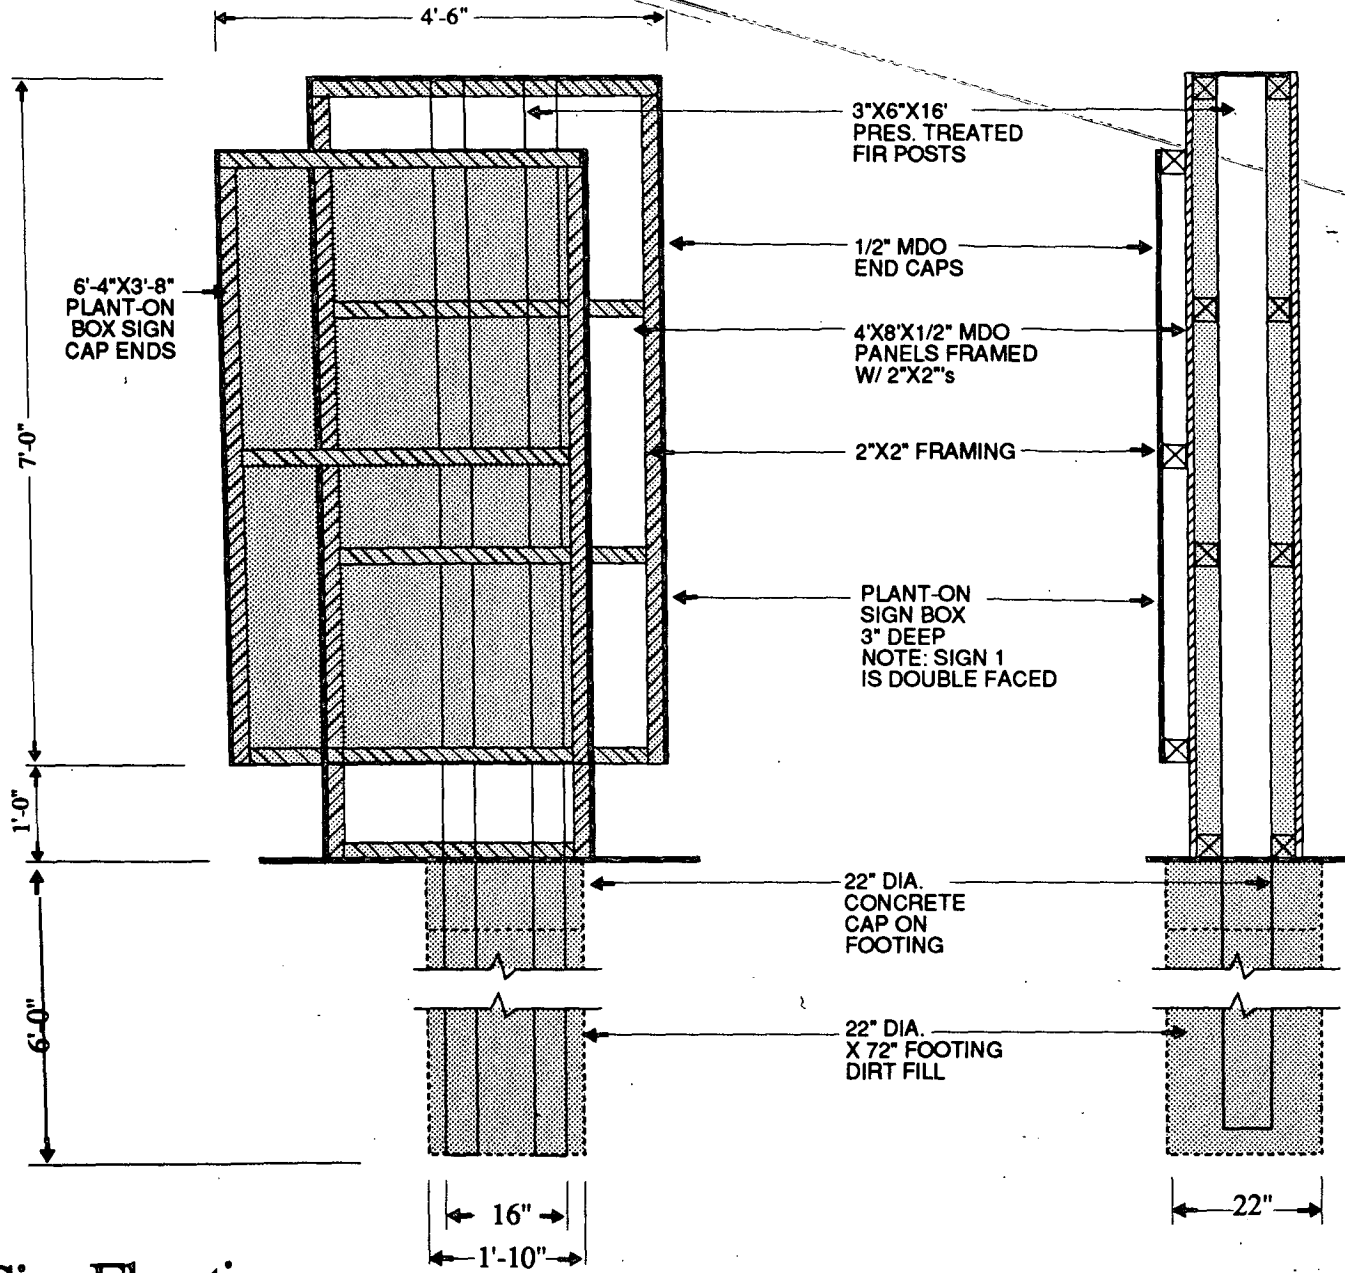 4'-6"
3"X6"X16'
PRES. TREATED
FIR POSTS
1/2" MDO
END CAPS
6'-4"X3'-8"
PLANT-ON
BOX SIGN
CAP ENDS
4'X8'X1/2" MDO
PANELS FRAMED
W/ 2"X2"'s
7'-0"
2"X2" FRAMING
PLANT-ON
SIGN BOX
3" DEEP
NOTE: SIGN 1
IS DOUBLE FACED
1'-0"
22" DIA.
CONCRETE
CAP ON
FOOTING
6'-0"
22" DIA.
X 72" FOOTING
DIRT FILL
16"
22"
1'-10"